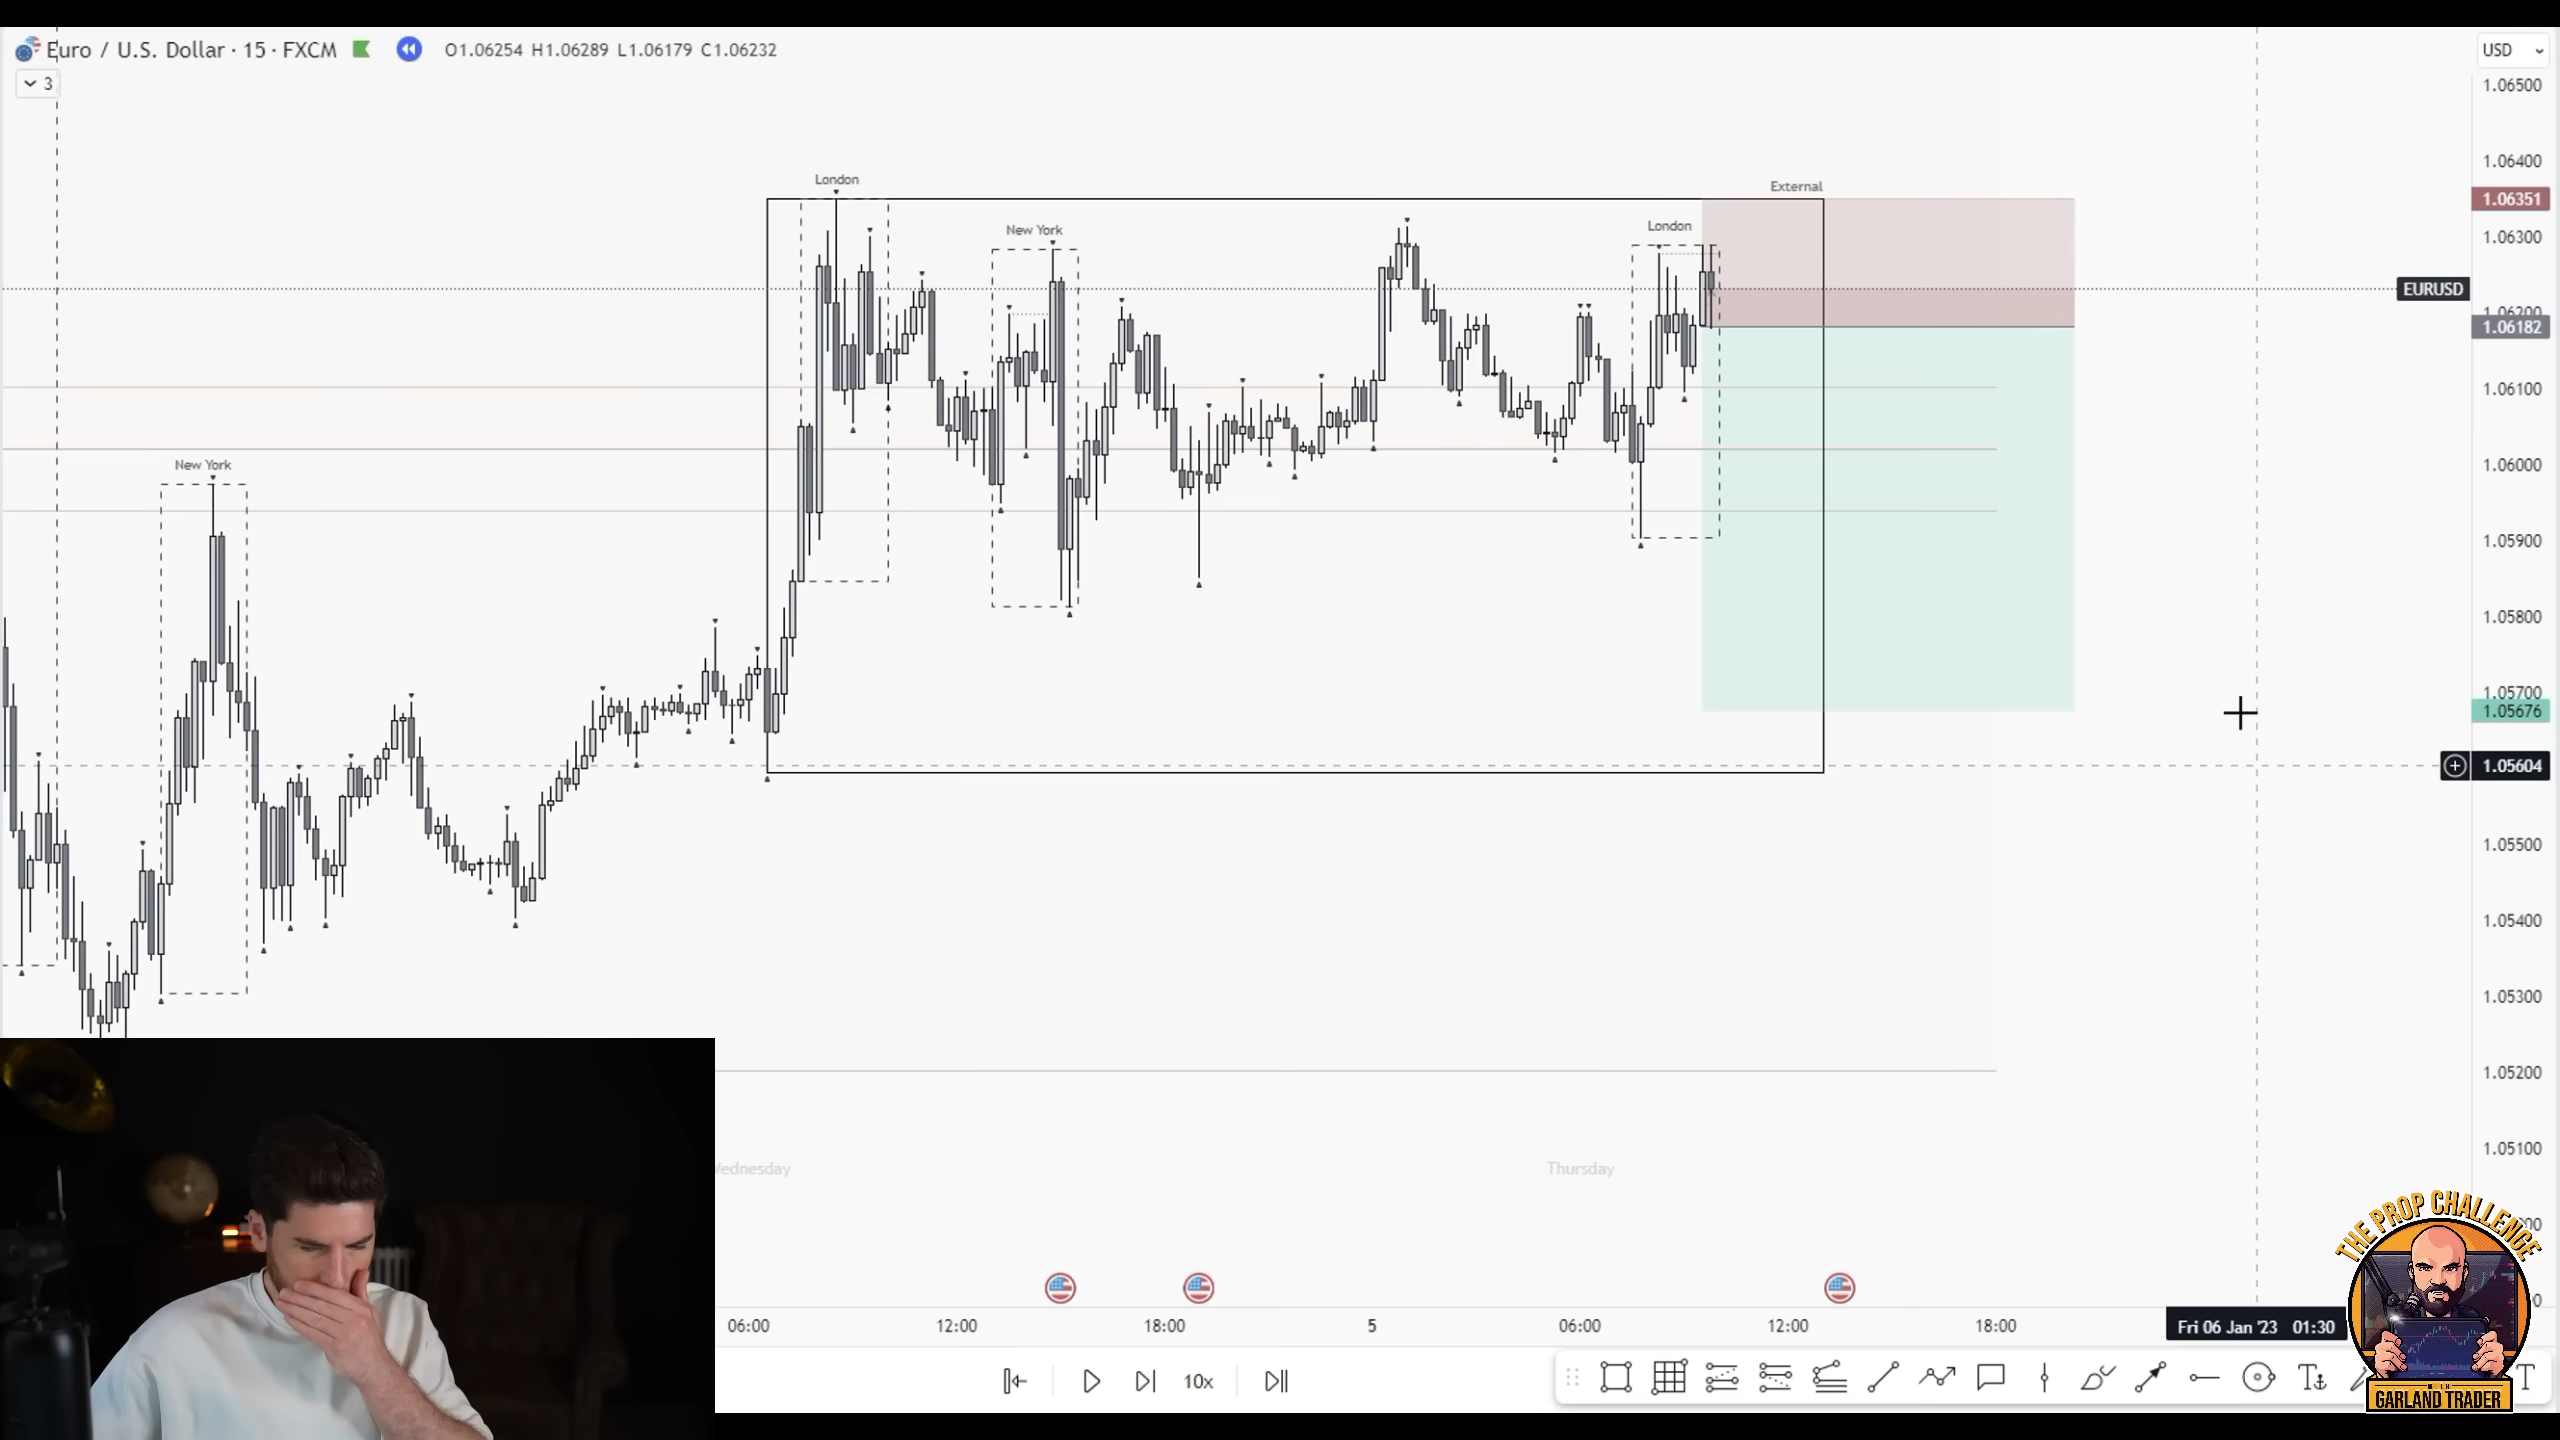 Euro / U.S. Dollar · 15 · FXCM O1.06254 H1.06289 L1.06179 C1.06232
USD
3
1.06500
1.06400
London
External
1.06351
London
New York
1.06300
EURUSD
1.06200
1.06182
1.06100
New York
1.06000
1.05900
1.05800
1.05700
1.05676
1.05604
1.05500
1.05400
1.05300
1.05200
1.05100
Wednesday
Thursday
THE PROP CHALLENGE
WITH
GARLAND TRADER
06:00
12:00
18:00
5
06:00
12:00
18:00
Fri 06 Jan '23 01:30
10x
T